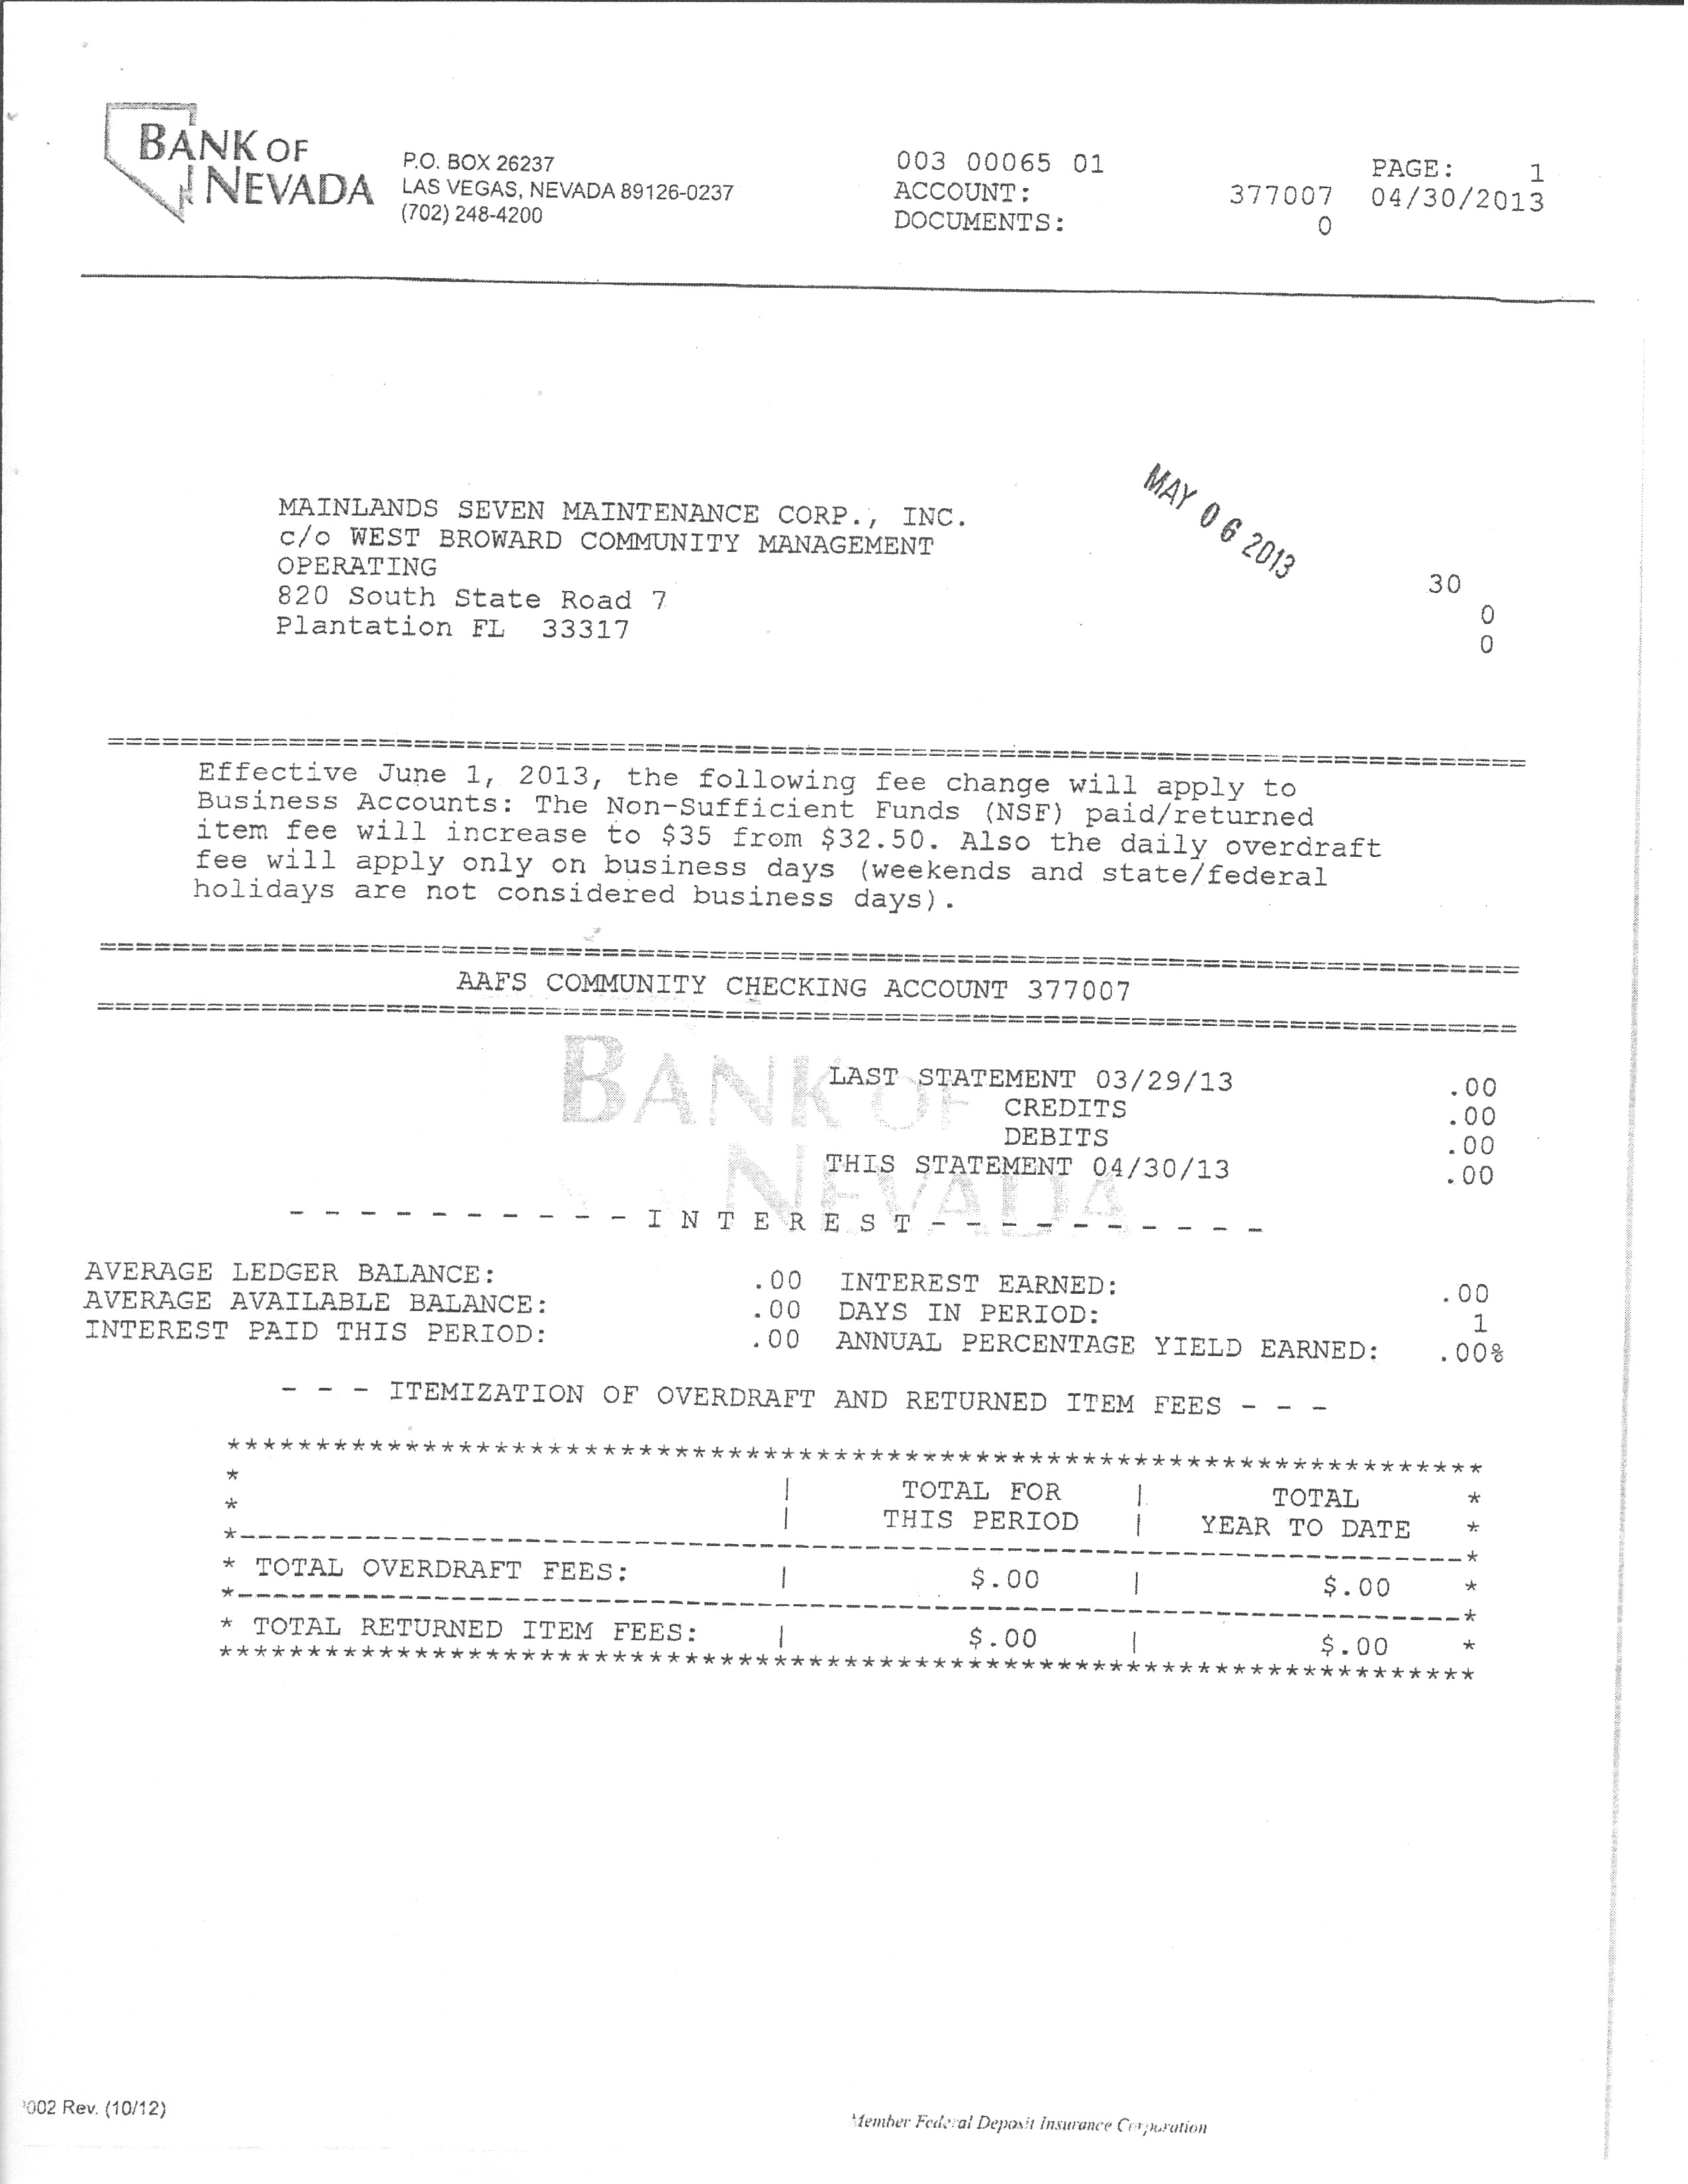 BANK OF
NEVADA
P.O. BOX 26237
LAS VEGAS, NEVADA 89126-0237
(702) 248-4200
003 00065 01 PAGE: 1
ACCOUNT: 377007 04/30/2013
DOCUMENTS: 0
MAY 06 2013
MAINLANDS SEVEN MAINTENANCE CORP., INC.
c/o WEST BROWARD COMMUNITY MANAGEMENT
OPERATING 30
820 South State Road 7 0
Plantation FL 33317 0
================================================================================
Effective June 1, 2013, the following fee change will apply to
Business Accounts: The Non-Sufficient Funds (NSF) paid/returned
item fee will increase to $35 from $32.50. Also the daily overdraft
fee will apply only on business days (weekends and state/federal
holidays are not considered business days).
================================================================================
AAFS COMMUNITY CHECKING ACCOUNT 377007
================================================================================
BANK OF
NEVADA
LAST STATEMENT 03/29/13 .00
CREDITS .00
DEBITS .00
THIS STATEMENT 04/30/13 .00
- - - - - - - - - - I N T E R E S T - - - - - - - - - -
AVERAGE LEDGER BALANCE: .00 INTEREST EARNED: .00
AVERAGE AVAILABLE BALANCE: .00 DAYS IN PERIOD: 1
INTEREST PAID THIS PERIOD: .00 ANNUAL PERCENTAGE YIELD EARNED: .00%
- - - ITEMIZATION OF OVERDRAFT AND RETURNED ITEM FEES - - -
***********************************************************************
* | TOTAL FOR | TOTAL *
* | THIS PERIOD | YEAR TO DATE *
*---------------------------------------------------------------------*
* TOTAL OVERDRAFT FEES: | $.00 | $.00 *
*---------------------------------------------------------------------*
* TOTAL RETURNED ITEM FEES: | $.00 | $.00 *
***********************************************************************
002 Rev. (10/12)
Member Federal Deposit Insurance Corporation